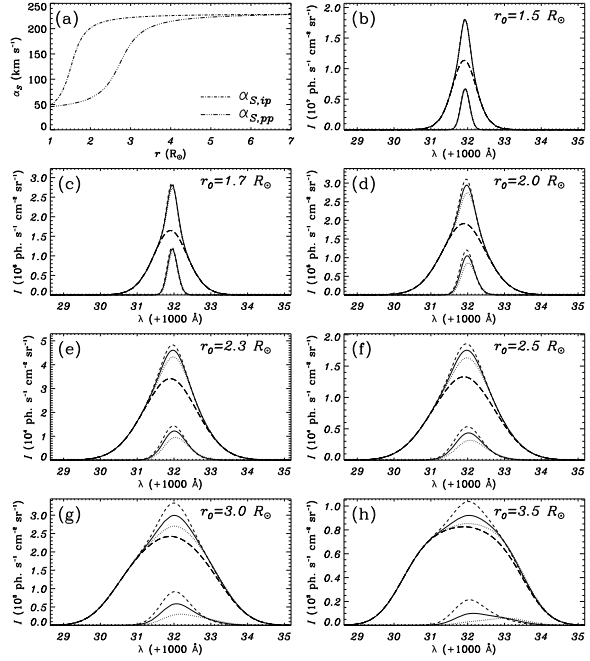 (a)
250
200
150
100
50
0
α_S (km s⁻¹)
α_S,ip
α_S,pp
1 2 3 4 5 6 7
r (R☉)
(b)
r₀=1.5 R☉
2.0
1.5
1.0
0.5
0.0
ph. s⁻¹ cm⁻² sr⁻¹)
29 30 31 32 33 34 35
λ (+1000 Å)
(c)
r₀=1.7 R☉
3.0
2.5
2.0
1.5
1.0
0.5
0.0
ph. s⁻¹ cm⁻² sr⁻¹)
29 30 31 32 33 34 35
λ (+1000 Å)
(d)
r₀=2.0 R☉
3.0
2.5
2.0
1.5
1.0
0.5
0.0
ph. s⁻¹ cm⁻² sr⁻¹)
29 30 31 32 33 34 35
λ (+1000 Å)
(e)
r₀=2.3 R☉
5
4
3
2
1
0
ph. s⁻¹ cm⁻² sr⁻¹)
29 30 31 32 33 34 35
λ (+1000 Å)
(f)
r₀=2.5 R☉
2.0
1.5
1.0
0.5
0.0
ph. s⁻¹ cm⁻² sr⁻¹)
29 30 31 32 33 34 35
λ (+1000 Å)
(g)
r₀=3.0 R☉
3.0
2.5
2.0
1.5
1.0
0.5
0.0
ph. s⁻¹ cm⁻² sr⁻¹)
29 30 31 32 33 34 35
λ (+1000 Å)
(h)
r₀=3.5 R☉
1.0
0.8
0.6
0.4
0.2
0.0
ph. s⁻¹ cm⁻² sr⁻¹)
29 30 31 32 33 34 35
λ (+1000 Å)